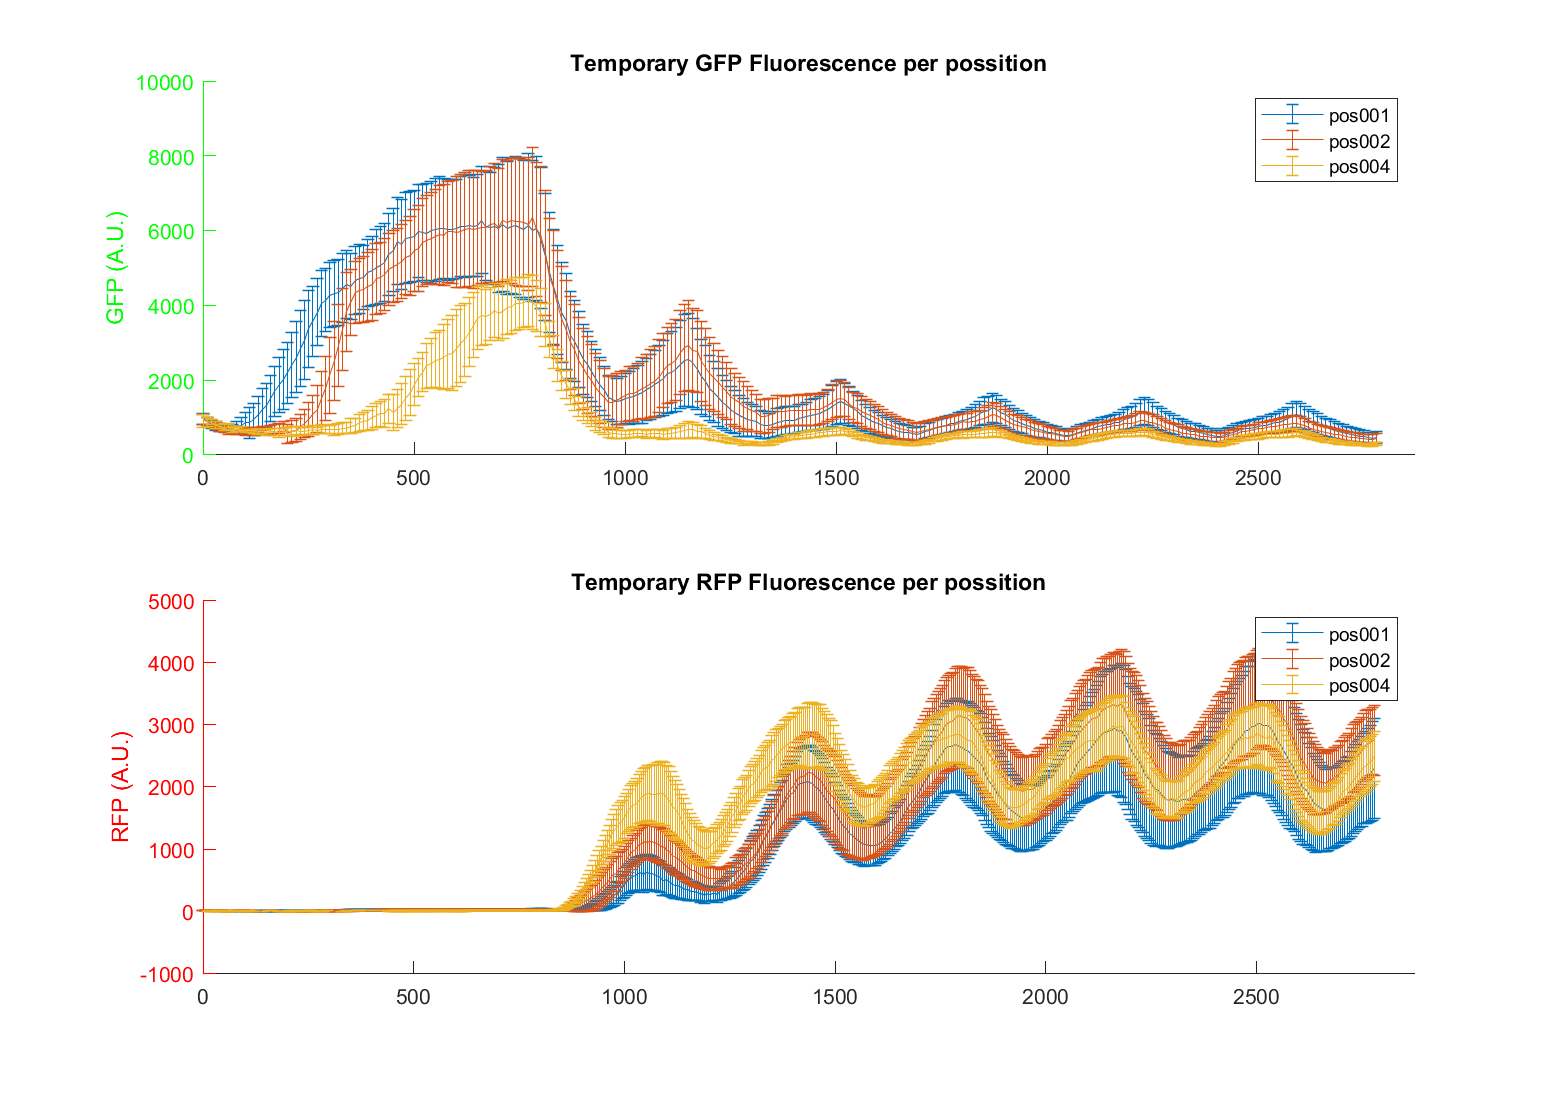 Temporary GFP Fluorescence per possition
10000
8000
6000
4000
2000
0
GFP (A.U.)
pos001
pos002
pos004
0 500 1000 1500 2000 2500
Temporary RFP Fluorescence per possition
5000
4000
3000
2000
1000
0
-1000
RFP (A.U.)
pos001
pos002
pos004
0 500 1000 1500 2000 2500